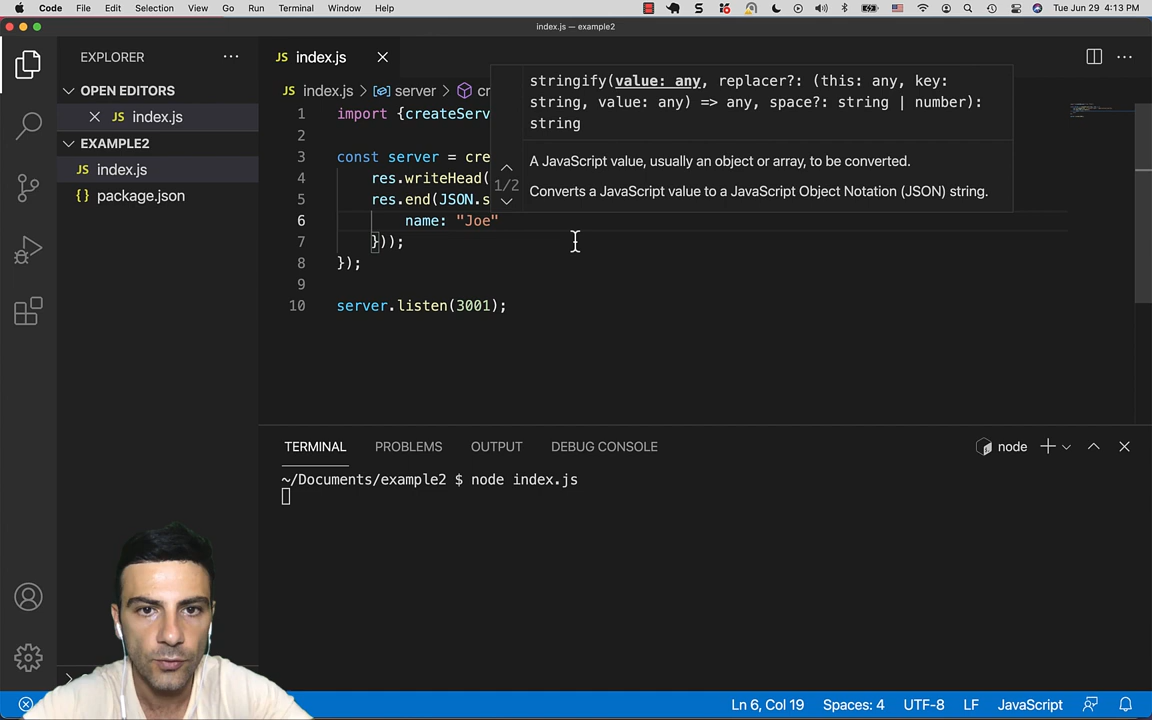 Code File Edit Selection View Go Run Terminal Window Help Tue Jun 29 4:13 PM
index.js — example2
EXPLORER
OPEN EDITORS
JS index.js
EXAMPLE2
JS index.js
{} package.json
JS index.js
JS index.js > server > cr
1 import {createServ
2
3 const server = cre
4 res.writeHead(
5 res.end(JSON.s
6 name: "Joe"
7 }));
8 });
9
10 server.listen(3001);
stringify(value: any, replacer?: (this: any, key:
string, value: any) => any, space?: string | number):
string
1/2
A JavaScript value, usually an object or array, to be converted.
Converts a JavaScript value to a JavaScript Object Notation (JSON) string.
TERMINAL PROBLEMS OUTPUT DEBUG CONSOLE node
~/Documents/example2 $ node index.js
Ln 6, Col 19 Spaces: 4 UTF-8 LF JavaScript